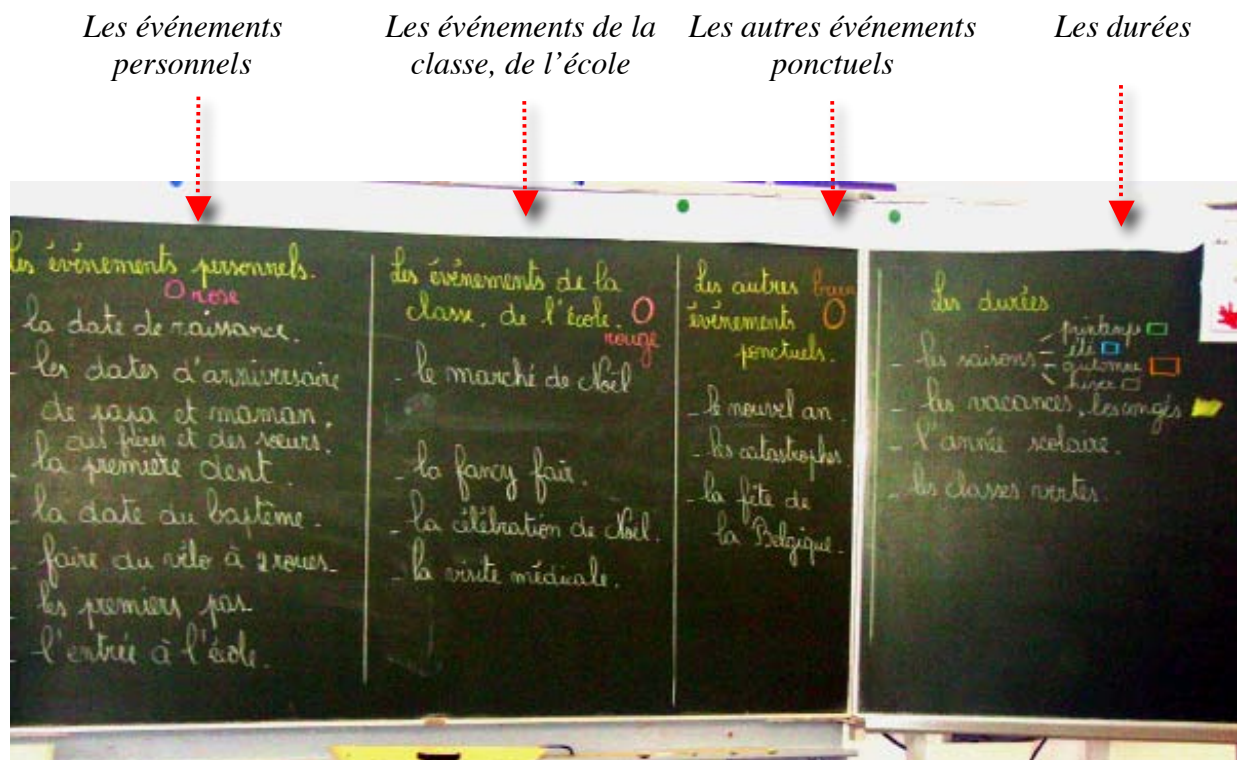 Les événements
personnels
Les événements de la
classe, de l'école
Les autres événements
ponctuels
Les durées
Les événements personnels.
rose
la date de naissance.
- les dates d'anniversaire
de papa et maman,
des frères et des sœurs.
- la première dent.
- la date du baptême.
- faire du vélo à 2 roues.
- les premiers pas
- l'entrée à l'école.
Les événements de la
classe, de l'école.
rouge
- le marché de Noël
- la fancy fair.
- la célébration de Noël.
- la visite médicale.
Les autres brun
événements
ponctuels.
- le nouvel an.
- les catastrophes.
- la fête de
la Belgique.
Les durées
- les saisons - printemps
- été
- automne
hiver
- les vacances, les congés
- l'année scolaire.
- les classes vertes.